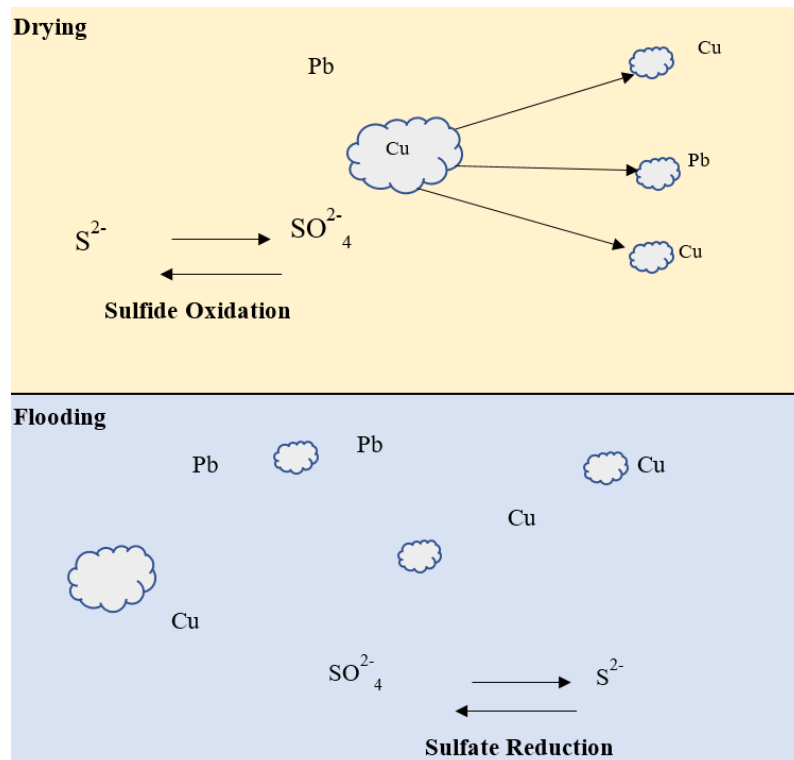 Drying
Cu
Pb
Cu
Pb
S²⁻
SO²⁻₄
Cu
Sulfide Oxidation
Flooding
Pb
Pb
Cu
Cu
Cu
SO²⁻₄
S²⁻
Sulfate Reduction